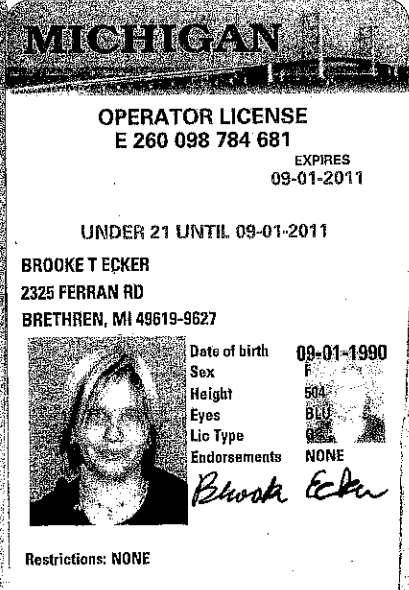 MICHIGAN
OPERATOR LICENSE
E 260 098 784 681
EXPIRES
09-01-2011
UNDER 21 UNTIL 09-01-2011
BROOKE T ECKER
2325 FERRAN RD
BRETHREN, MI 49619-9627
Date of birth 09-01-1990
Sex F
Height 504
Eyes BLU
Lic Type
Endorsements NONE
Brooke Ecker
Restrictions: NONE